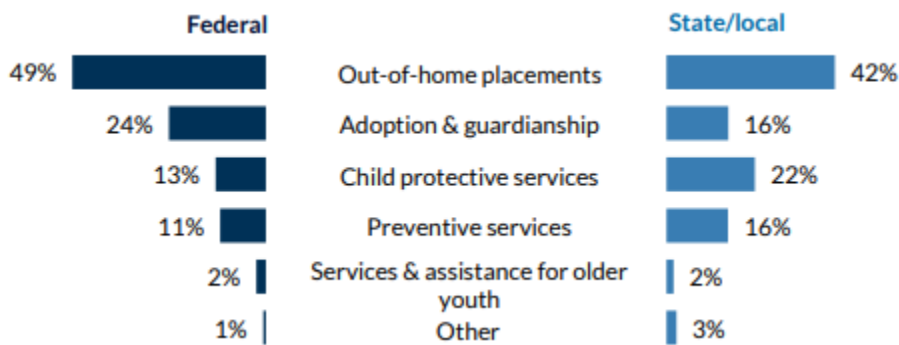 Federal State/local
49% Out-of-home placements 42%
24% Adoption & guardianship 16%
13% Child protective services 22%
11% Preventive services 16%
2% Services & assistance for older 2%
youth
1% Other 3%